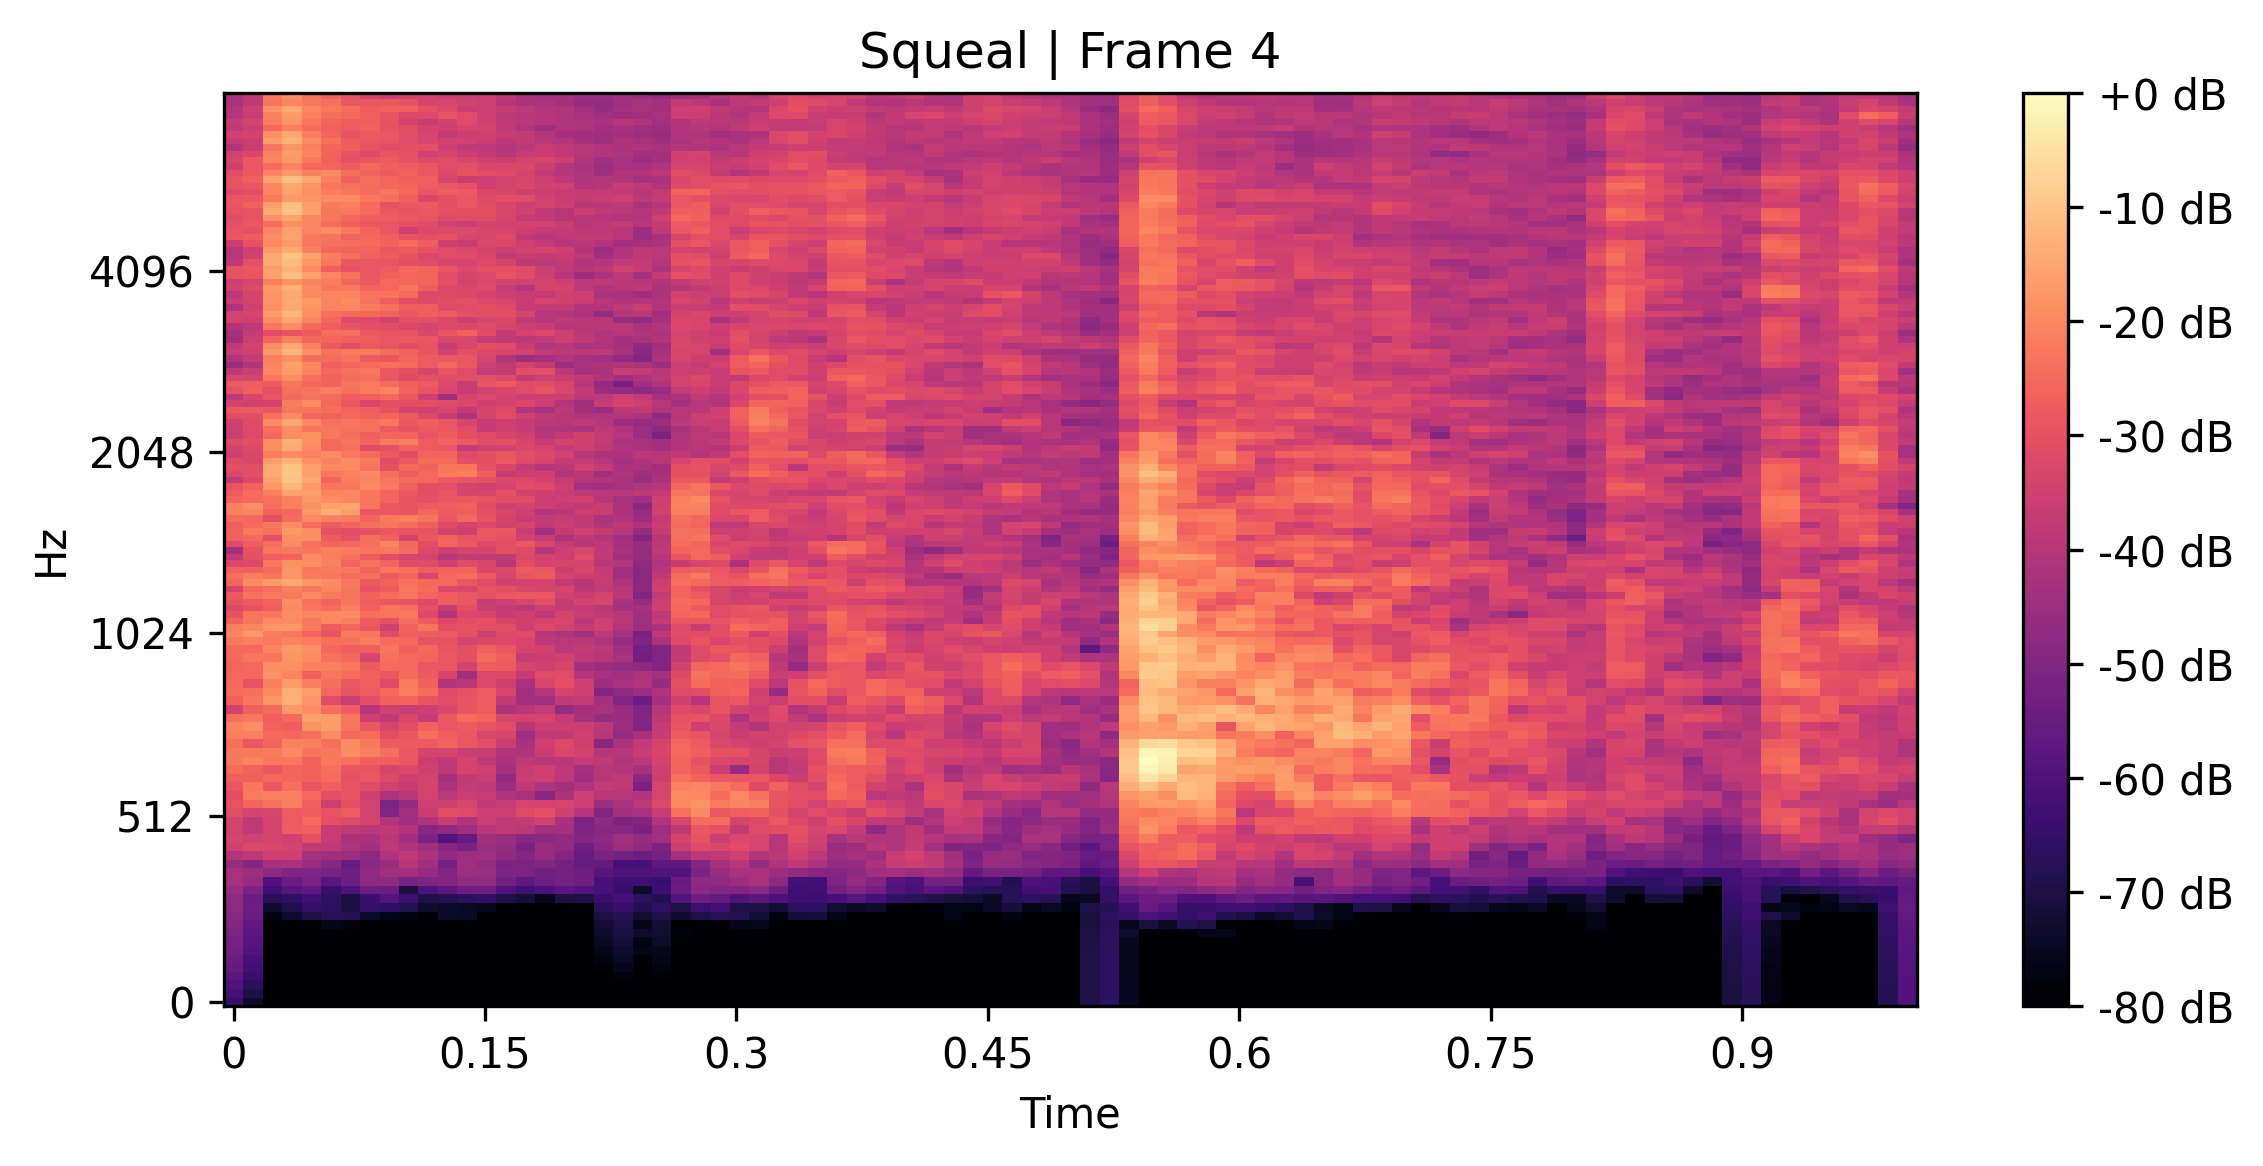 Squeal | Frame 4
Hz
4096
2048
1024
512
0
0 0.15 0.3 0.45 0.6 0.75 0.9
Time
+0 dB
-10 dB
-20 dB
-30 dB
-40 dB
-50 dB
-60 dB
-70 dB
-80 dB